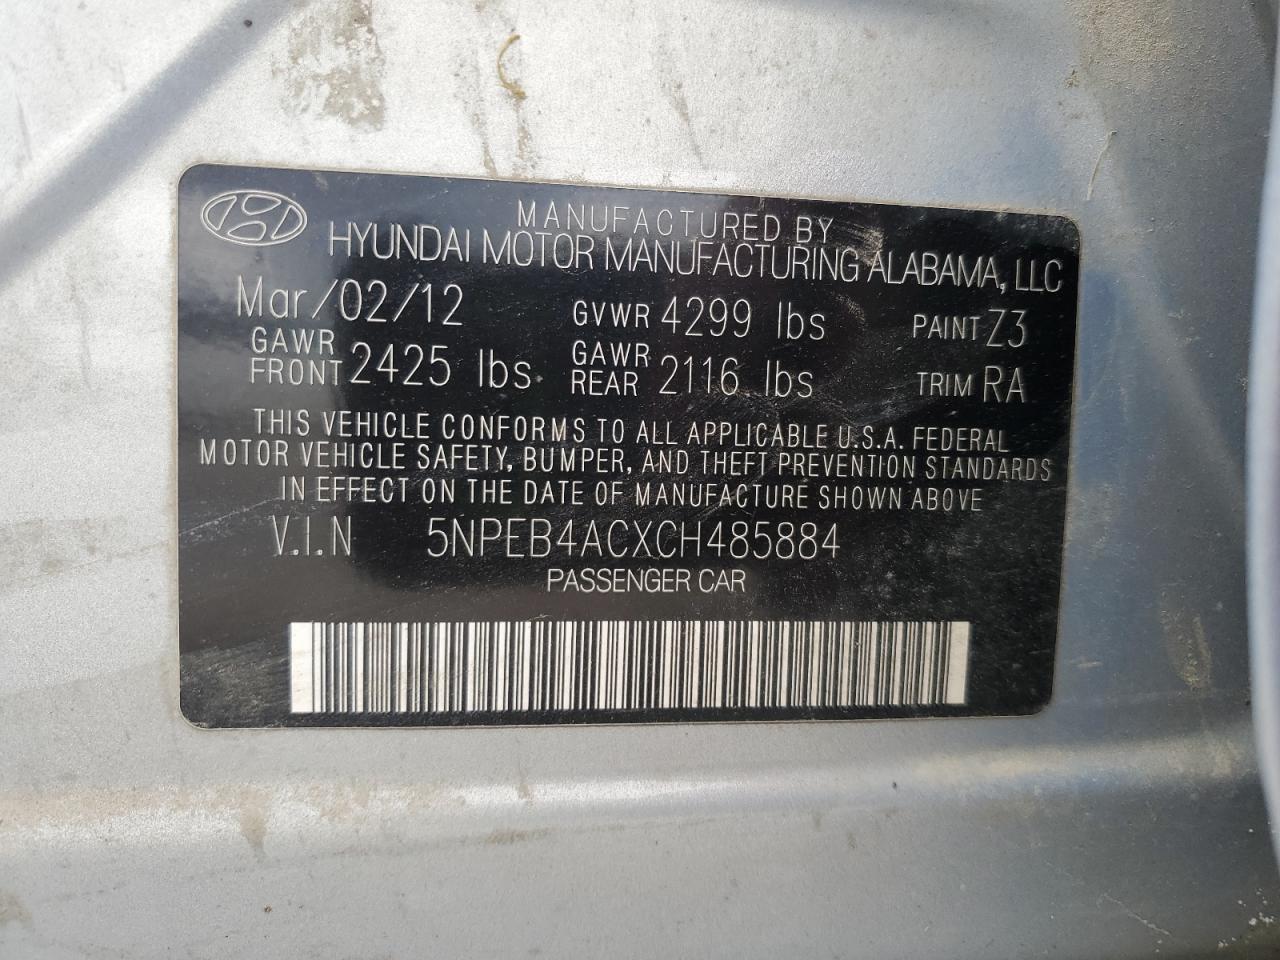 MANUFACTURED BY
HYUNDAI MOTOR MANUFACTURING ALABAMA, LLC
Mar/02/12 GVWR 4299 lbs PAINT Z3
GAWR FRONT 2425 lbs GAWR REAR 2116 lbs TRIM RA
THIS VEHICLE CONFORMS TO ALL APPLICABLE U.S.A. FEDERAL
MOTOR VEHICLE SAFETY, BUMPER, AND THEFT PREVENTION STANDARDS
IN EFFECT ON THE DATE OF MANUFACTURE SHOWN ABOVE
V.I.N 5NPEB4ACXCH485884
PASSENGER CAR